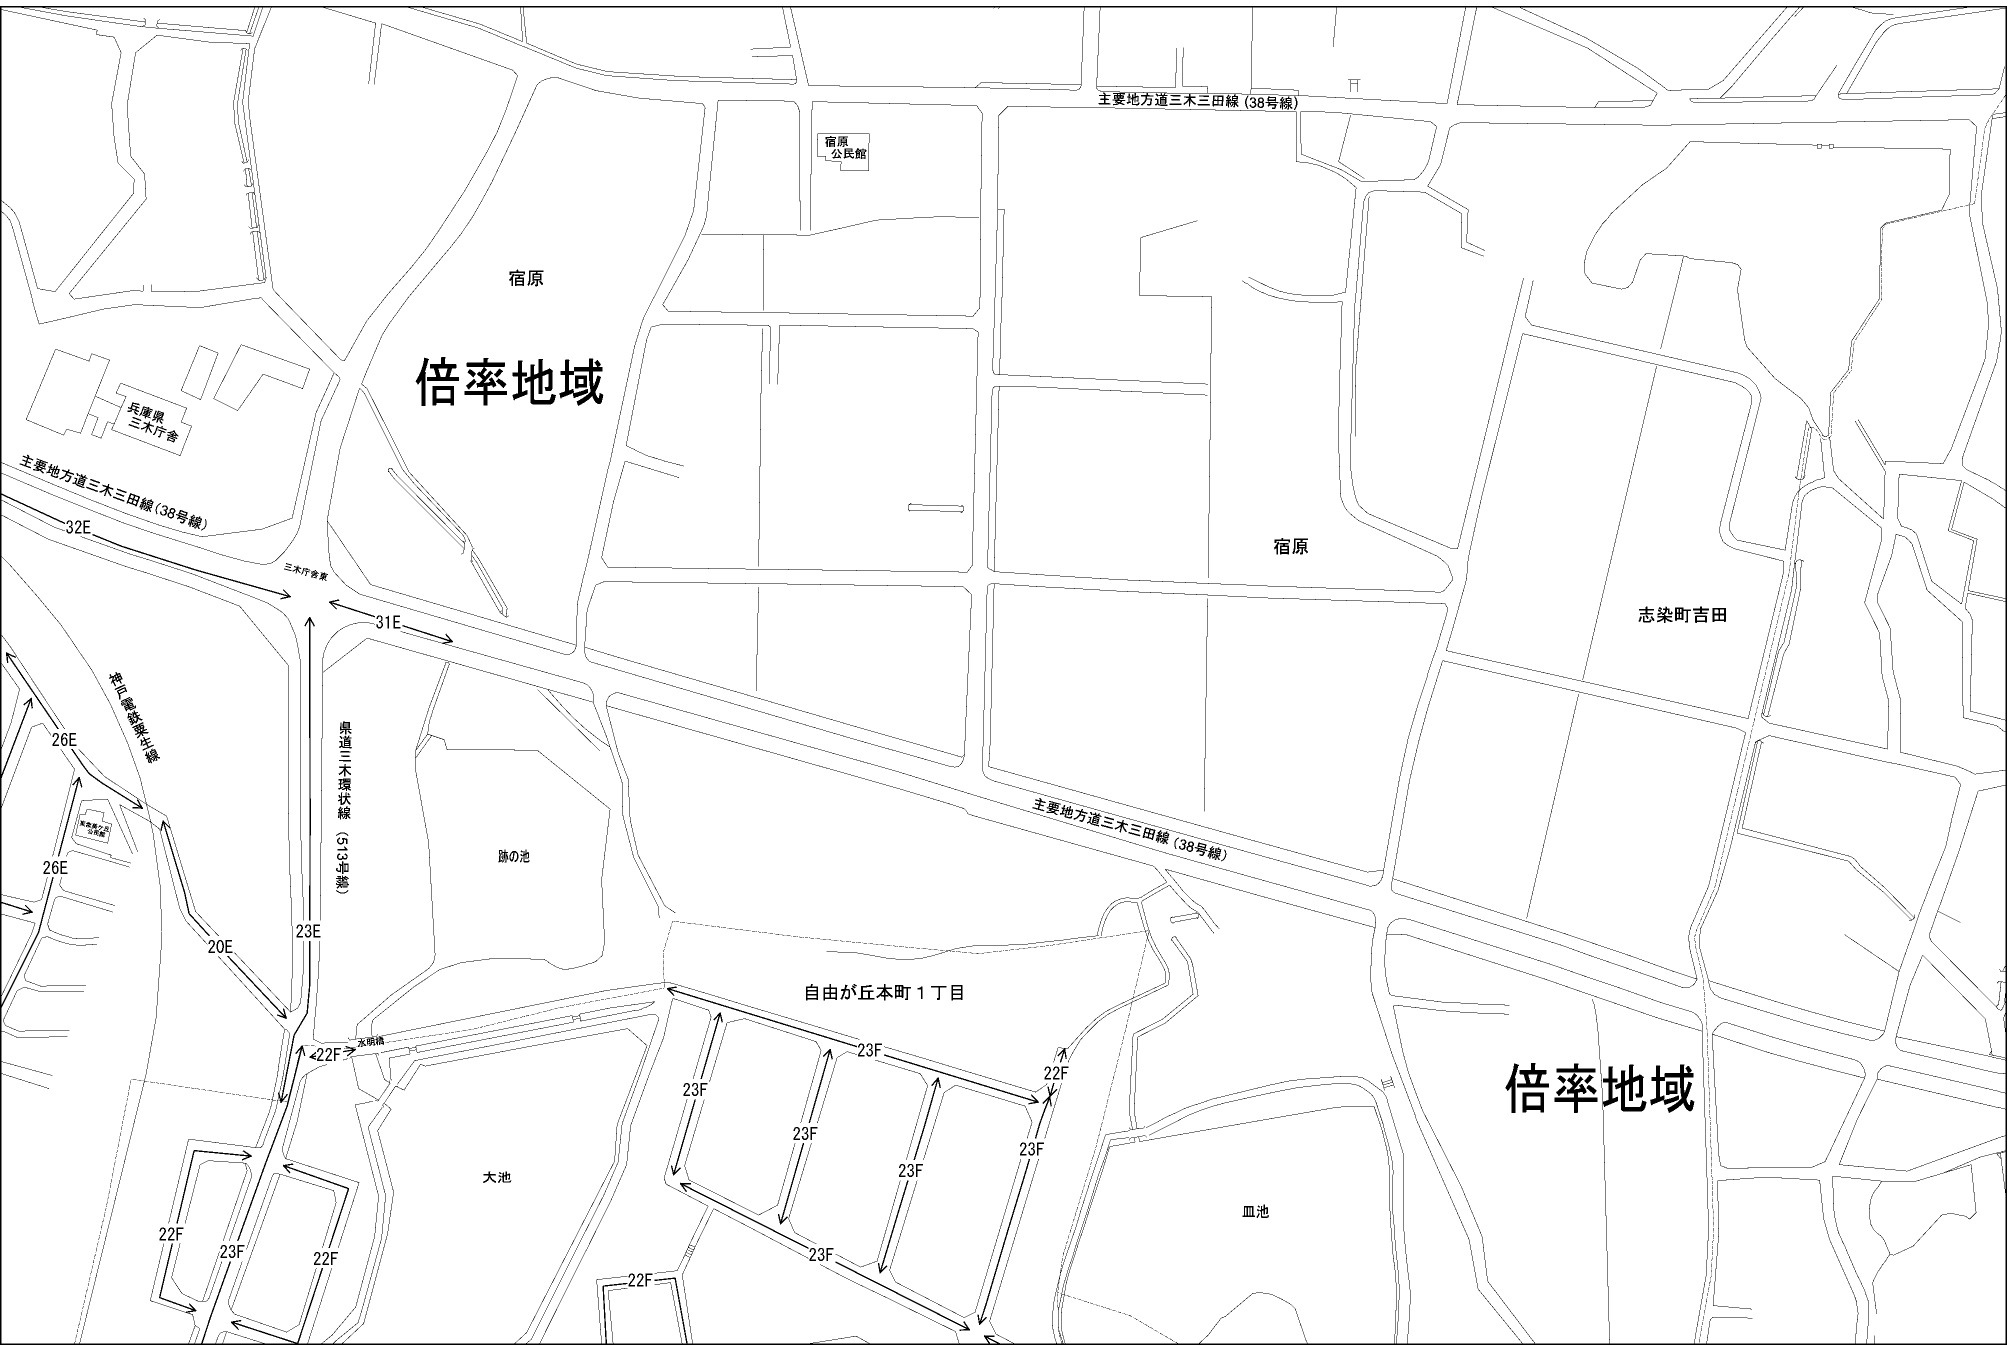 主要地方道三木三田線(38号線)
宿原
公民館
宿原
倍率地域
兵庫県
三木庁舎
主要地方道三木三田線(38号線)
32E
三木庁舎東
31E
宿原
志染町吉田
神戸電鉄粟生線
26E
県道三木環状線(513号線)
主要地方道三木三田線(38号線)
公民館
跡の池
26E
23E
20E
自由が丘本町1丁目
水明橋
22F
23F
22F
23F
倍率地域
23F
23F
23F
大池
皿池
22F
23F
22F
23F
22F